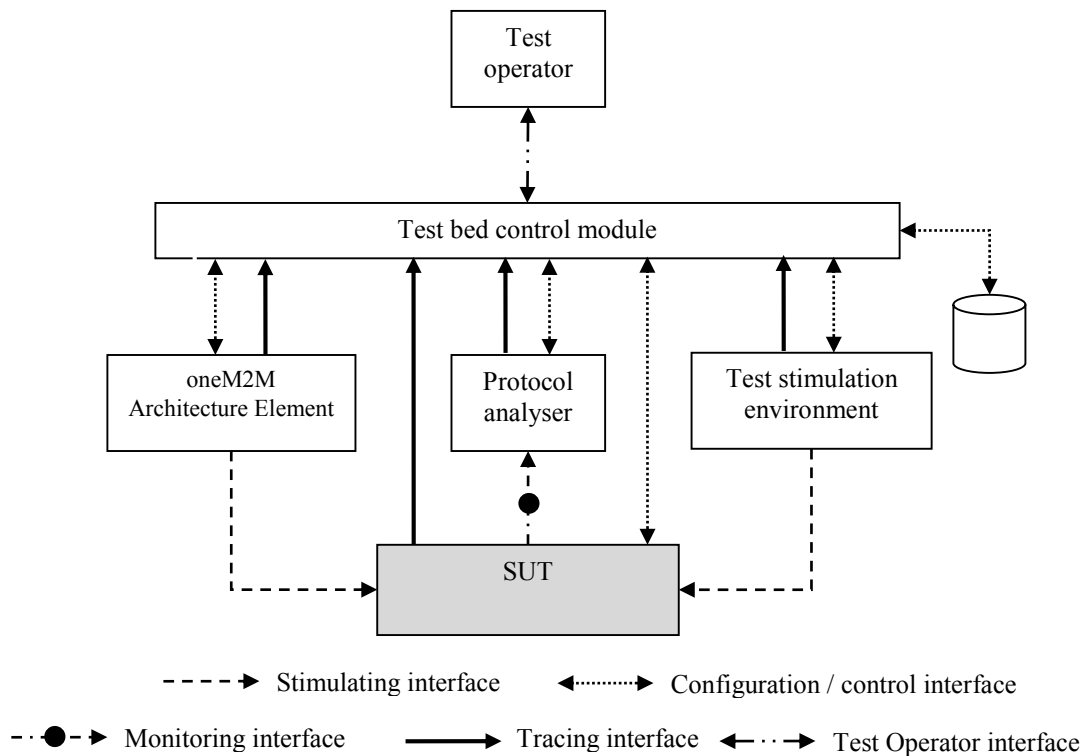 Test
operator
Test bed control module
oneM2M
Architecture Element
Protocol
analyser
Test stimulation
environment
SUT
Stimulating interface
Configuration / control interface
Monitoring interface
Tracing interface
Test Operator interface